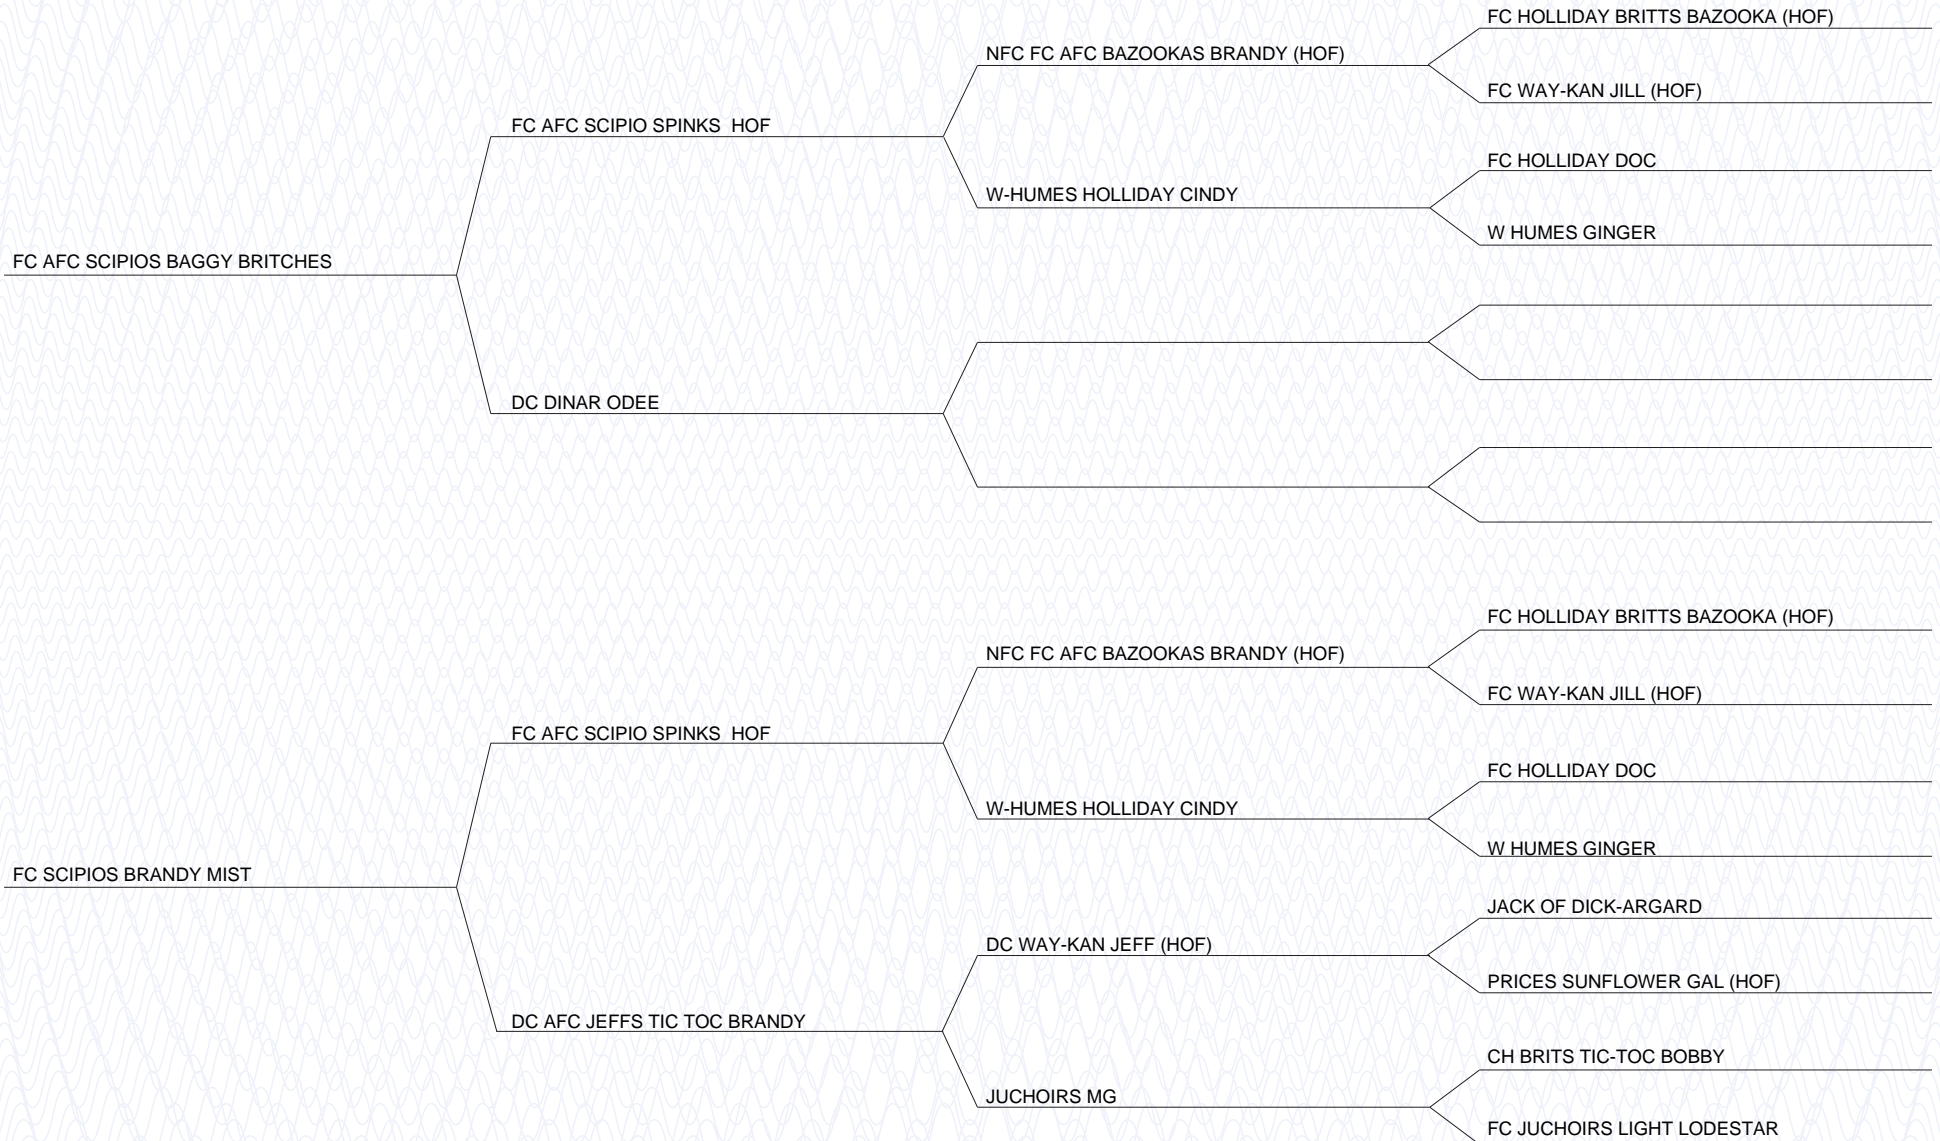 FC HOLLIDAY BRITTS BAZOOKA (HOF)
NFC FC AFC BAZOOKAS BRANDY (HOF)
FC WAY-KAN JILL (HOF)
FC AFC SCIPIO SPINKS  HOF
FC HOLLIDAY DOC
W-HUMES HOLLIDAY CINDY
W HUMES GINGER
FC AFC SCIPIOS BAGGY BRITCHES
DC DINAR ODEE
FC HOLLIDAY BRITTS BAZOOKA (HOF)
NFC FC AFC BAZOOKAS BRANDY (HOF)
FC WAY-KAN JILL (HOF)
FC AFC SCIPIO SPINKS  HOF
FC HOLLIDAY DOC
W-HUMES HOLLIDAY CINDY
W HUMES GINGER
FC SCIPIOS BRANDY MIST
JACK OF DICK-ARGARD
DC WAY-KAN JEFF (HOF)
PRICES SUNFLOWER GAL (HOF)
DC AFC JEFFS TIC TOC BRANDY
CH BRITS TIC-TOC BOBBY
JUCHOIRS MG
FC JUCHOIRS LIGHT LODESTAR